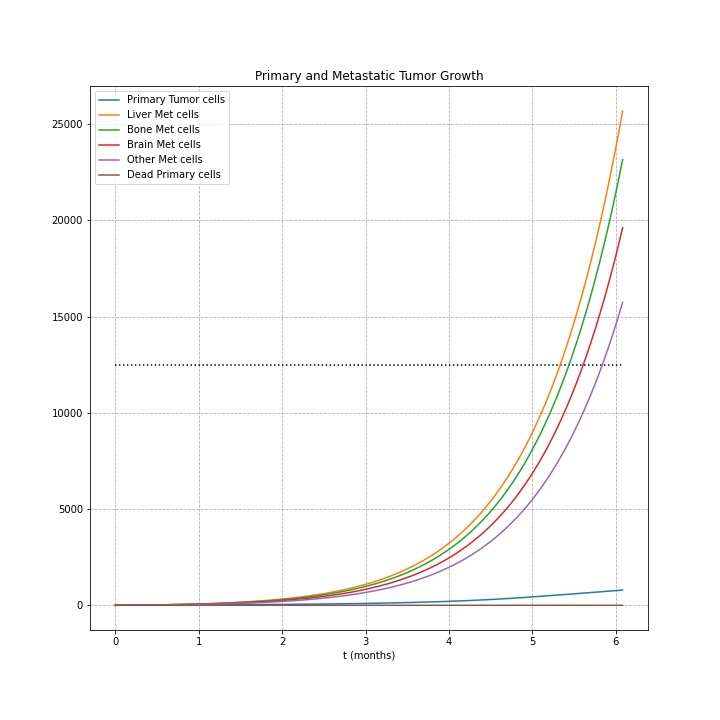 Primary and Metastatic Tumor Growth
Primary Tumor cells
Liver Met cells
Bone Met cells
Brain Met cells
Other Met cells
Dead Primary cells
25000
20000
15000
10000
5000
0
0 1 2 3 4 5 6
t (months)